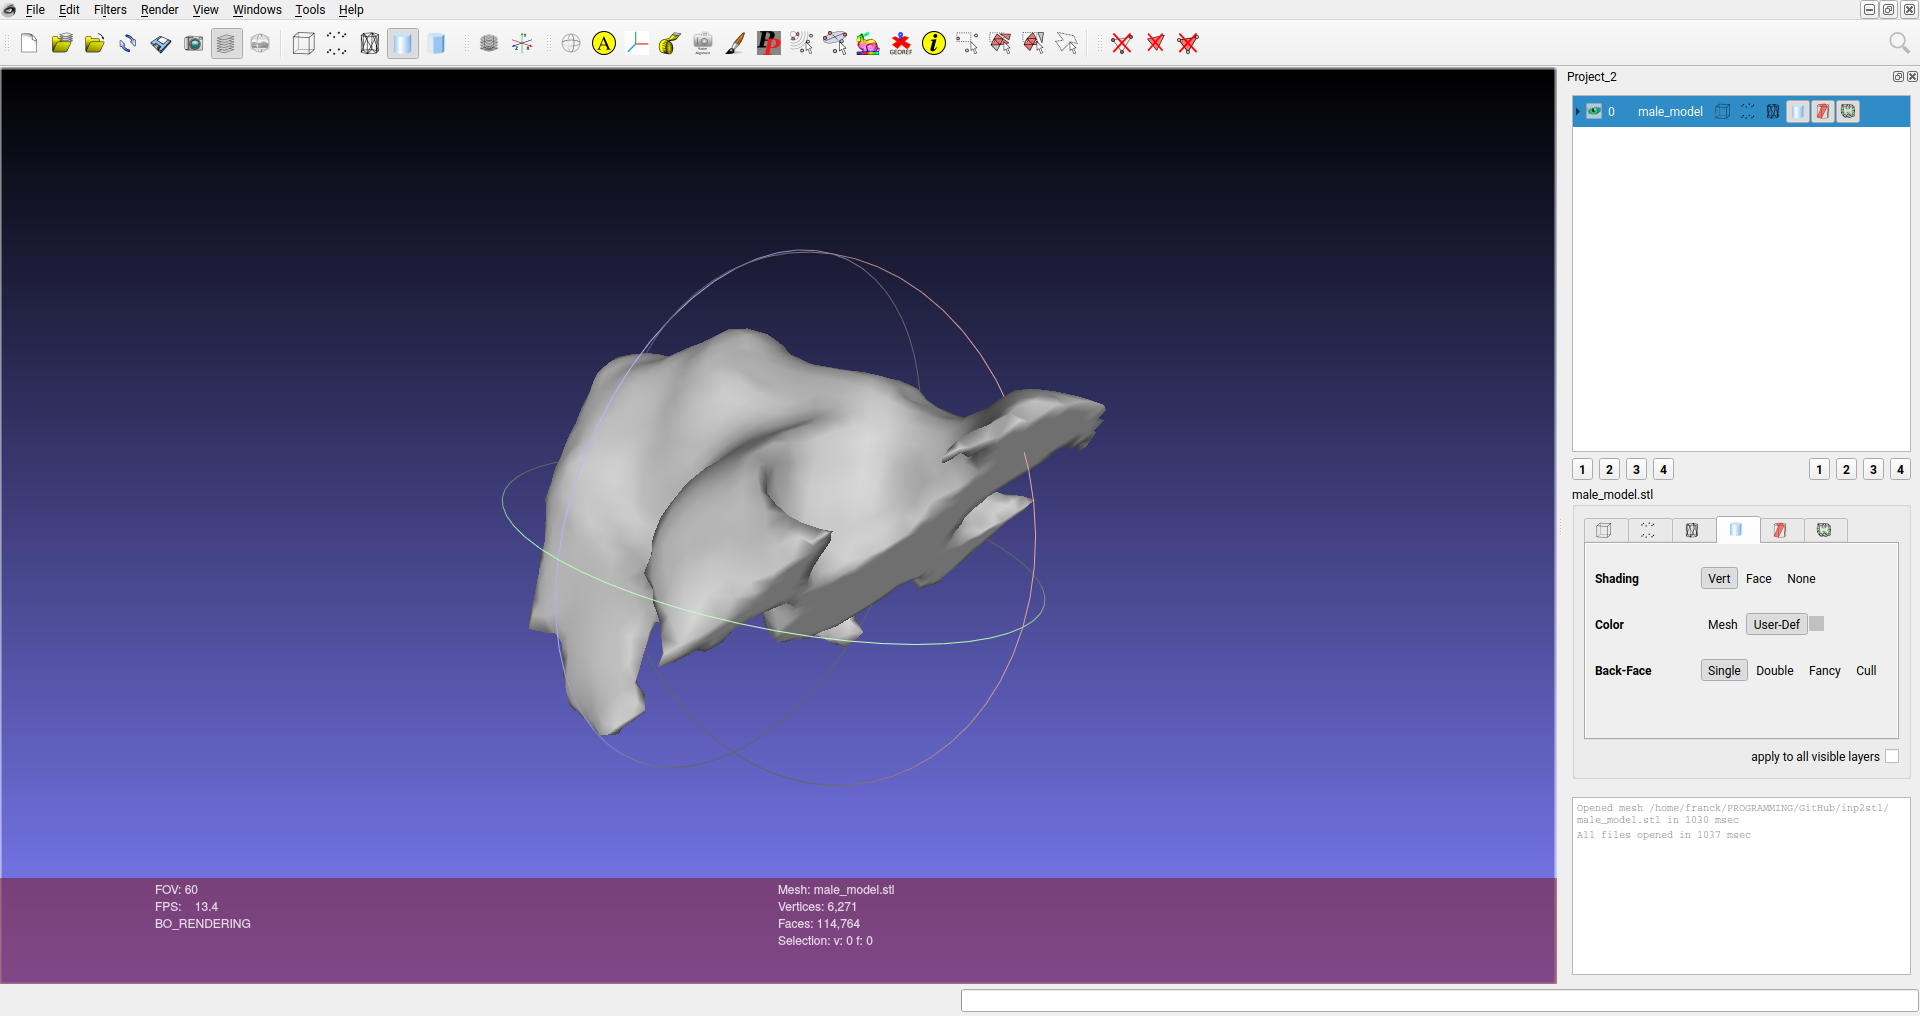 File Edit Filters Render View Windows Tools Help
A PP GEOREF i
Project_2
0 male_model
1 2 3 4 1 2 3 4
male_model.stl
Shading Vert Face None
Color Mesh User-Def
Back-Face Single Double Fancy Cull
apply to all visible layers
Opened mesh /home/franck/PROGRAMMING/GitHub/inp2stl/
male_model.stl in 1030 msec
All files opened in 1037 msec
FOV: 60
FPS: 13.4
BO_RENDERING
Mesh: male_model.stl
Vertices: 6,271
Faces: 114,764
Selection: v: 0 f: 0